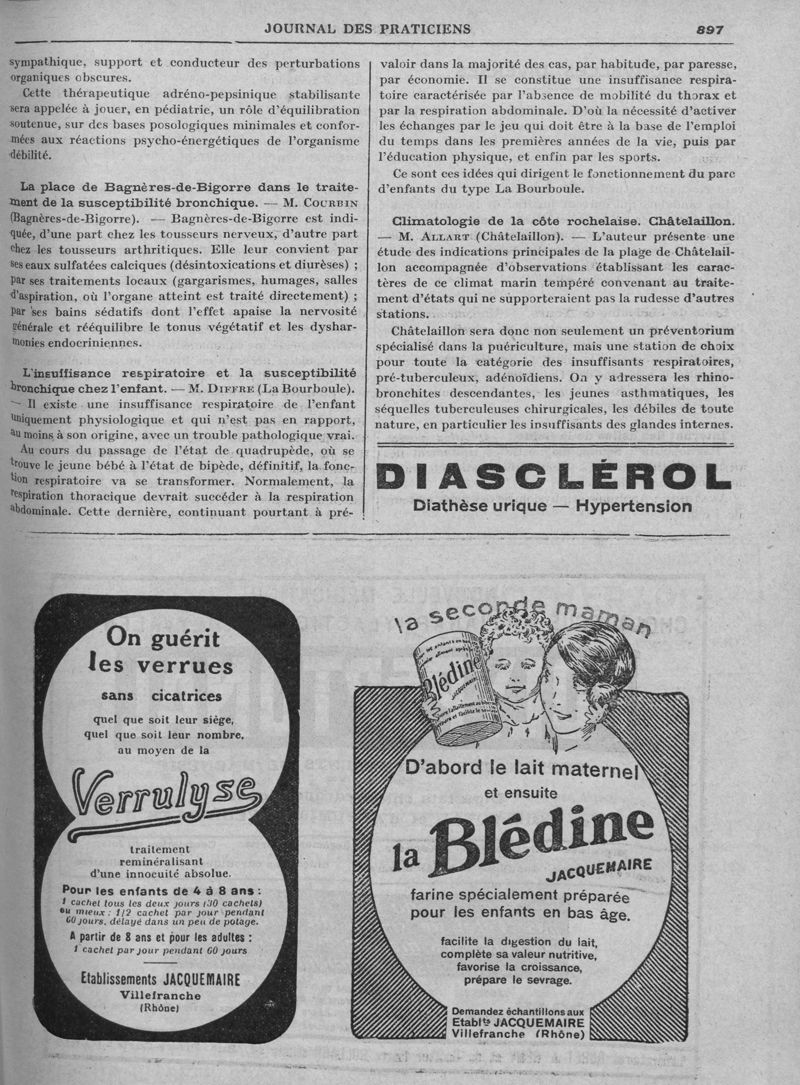 JOURNAL DES PRATICIENS
897
sympathique, support et conducteur des perturbations
organiques obscures.
Cette thérapeutique adréno-pepsinique stabilisante
sera appelée à jouer, en pédiatrie, un rôle d'équilibration
soutenue, sur des bases posologiques minimales et confor-
mées aux réactions psycho-énergétiques de l'organisme
débilité.
La place de Bagnères-de-Bigorre dans le traite-
ment de la susceptibilité bronchique. — M. COURBIN
(Bagnères-de-Bigorre). — Bagnères-de-Bigorre est indi-
quée, d'une part chez les tousseurs nerveux, d'autre part
chez les tousseurs arthritiques. Elle leur convient par
ses eaux sulfatées calciques (désintoxications et diurèses) ;
par ses traitements locaux (gargarismes, humages, salles
d'aspiration, où l'organe atteint est traité directement) ;
par ses bains sédatifs dont l'effet apaise la nervosité
générale et rééquilibre le tonus végétatif et les dyshar-
monies endocriniennes.
L'insuffisance respiratoire et la susceptibilité
bronchique chez l'enfant. — M. DIFFRE (La Bourboule).
— Il existe une insuffisance respiratoire de l'enfant
uniquement physiologique et qui n'est pas en rapport,
au moins à son origine, avec un trouble pathologique vrai.
Au cours du passage de l'état de quadrupède, où se
trouve le jeune bébé à l'état de bipède, définitif, la fonc-
tion respiratoire va se transformer. Normalement, la
respiration thoracique devrait succéder à la respiration
abdominale. Cette dernière, continuant pourtant à pré-
valoir dans la majorité des cas, par habitude, par paresse,
par économie. Il se constitue une insuffisance respira-
toire caractérisée par l'absence de mobilité du thorax et
par la respiration abdominale. D'où la nécessité d'activer
les échanges par le jeu qui doit être à la base de l'emploi
du temps dans les premières années de la vie, puis par
l'éducation physique, et enfin par les sports.
Ce sont ces idées qui dirigent le fonctionnement du parc
d'enfants du type La Bourboule.
Climatologie de la côte rochelaise. Châtelaillon.
— M. ALLART (Châtelaillon). — L'auteur présente une
étude des indications principales de la plage de Châtelail-
lon accompagnée d'observations établissant les carac-
tères de ce climat marin tempéré convenant au traite-
ment d'états qui ne supporteraient pas la rudesse d'autres
stations.
Châtelaillon sera donc non seulement un préventorium
spécialisé dans la puériculture, mais une station de choix
pour toute la catégorie des insuffisants respiratoires,
pré-tuberculeux, adénoïdiens. On y adressera les rhino-
bronchites descendantes, les jeunes asthmatiques, les
séquelles tuberculeuses chirurgicales, les débiles de toute
nature, en particulier les insuffisants des glandes internes.
DIASCLÉROL
Diathèse urique — Hypertension
On guérit
les verrues
sans cicatrices
quel que soit leur siège,
quel que soit leur nombre,
au moyen de la
Verrulyse
traitement
reminéralisant
d'une innocuité absolue.
Pour les enfants de 4 à 8 ans :
1 cachet tous les deux jours (30 cachets)
ou mieux : 1/2 cachet par jour pendant
60 jours, délayé dans un peu de potage.
A partir de 8 ans et pour les adultes :
1 cachet par jour pendant 60 jours
Etablissements JACQUEMAIRE
Villefranche
(Rhône)
la seconde maman
Blédine
JACQUEMAIRE
D'abord le lait maternel
et ensuite
la Blédine
JACQUEMAIRE
farine spécialement préparée
pour les enfants en bas âge.
facilite la digestion du lait,
complète sa valeur nutritive,
favorise la croissance,
prépare le sevrage.
Demandez échantillons aux
Etablts JACQUEMAIRE
Villefranche (Rhône)